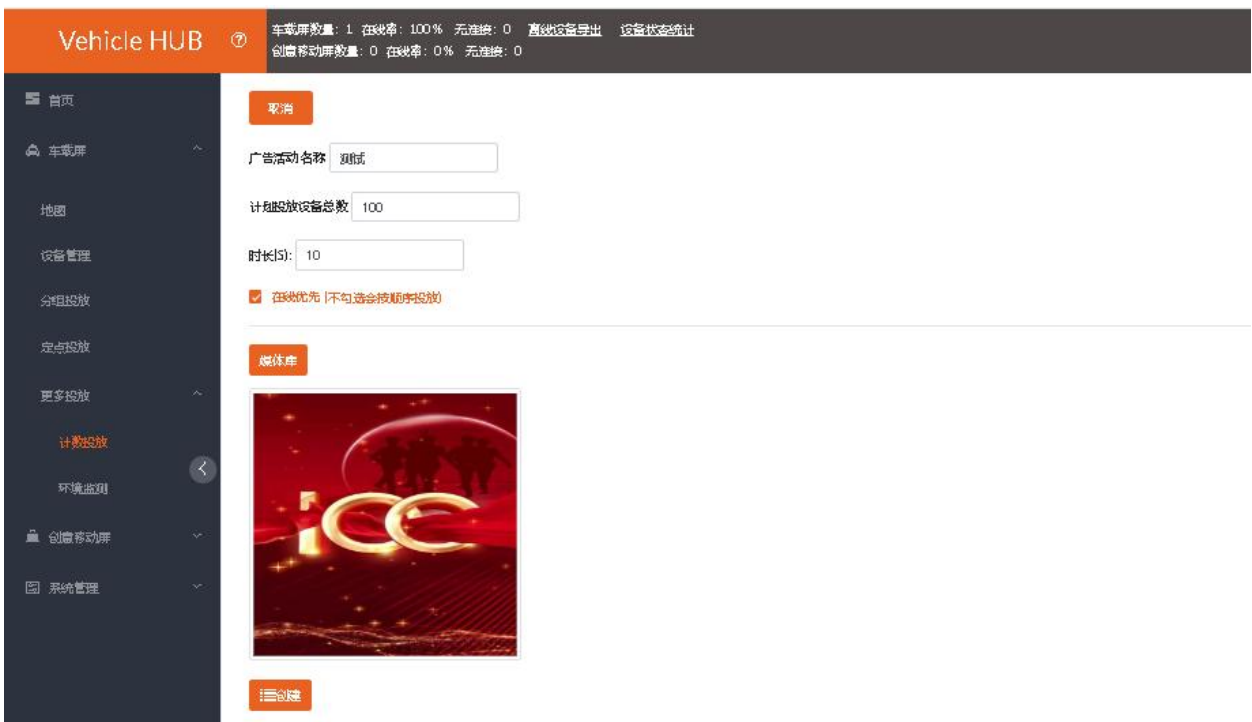 Vehicle HUB
车载屏数量: 1 在线率: 100% 无连接: 0 离线设备导出 设备状态统计
创意移动屏数量: 0 在线率: 0% 无连接: 0
首页
车载屏
地图
设备管理
分组投放
定点投放
更多投放
计数投放
环境监测
创意移动屏
系统管理
取消
广告活动名称 测试
计划投放设备总数 100
时长(S): 10
在线优先 (不勾选会按顺序投放)
媒体库
icc
创建